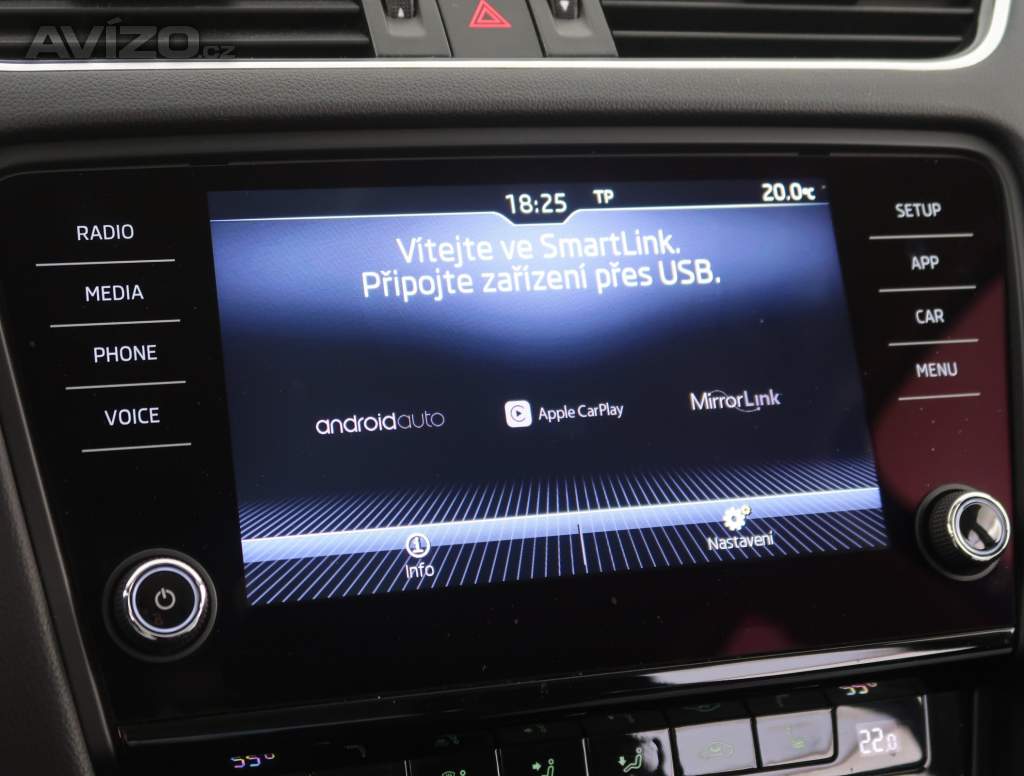 AVÍZO.cz
18:25 TP 20.0°C
Vítejte ve SmartLink.
Připojte zařízení přes USB.
androidauto
Apple CarPlay
MirrorLink
Info
Nastavení
RADIO
MEDIA
PHONE
VOICE
SETUP
APP
CAR
MENU
22.0